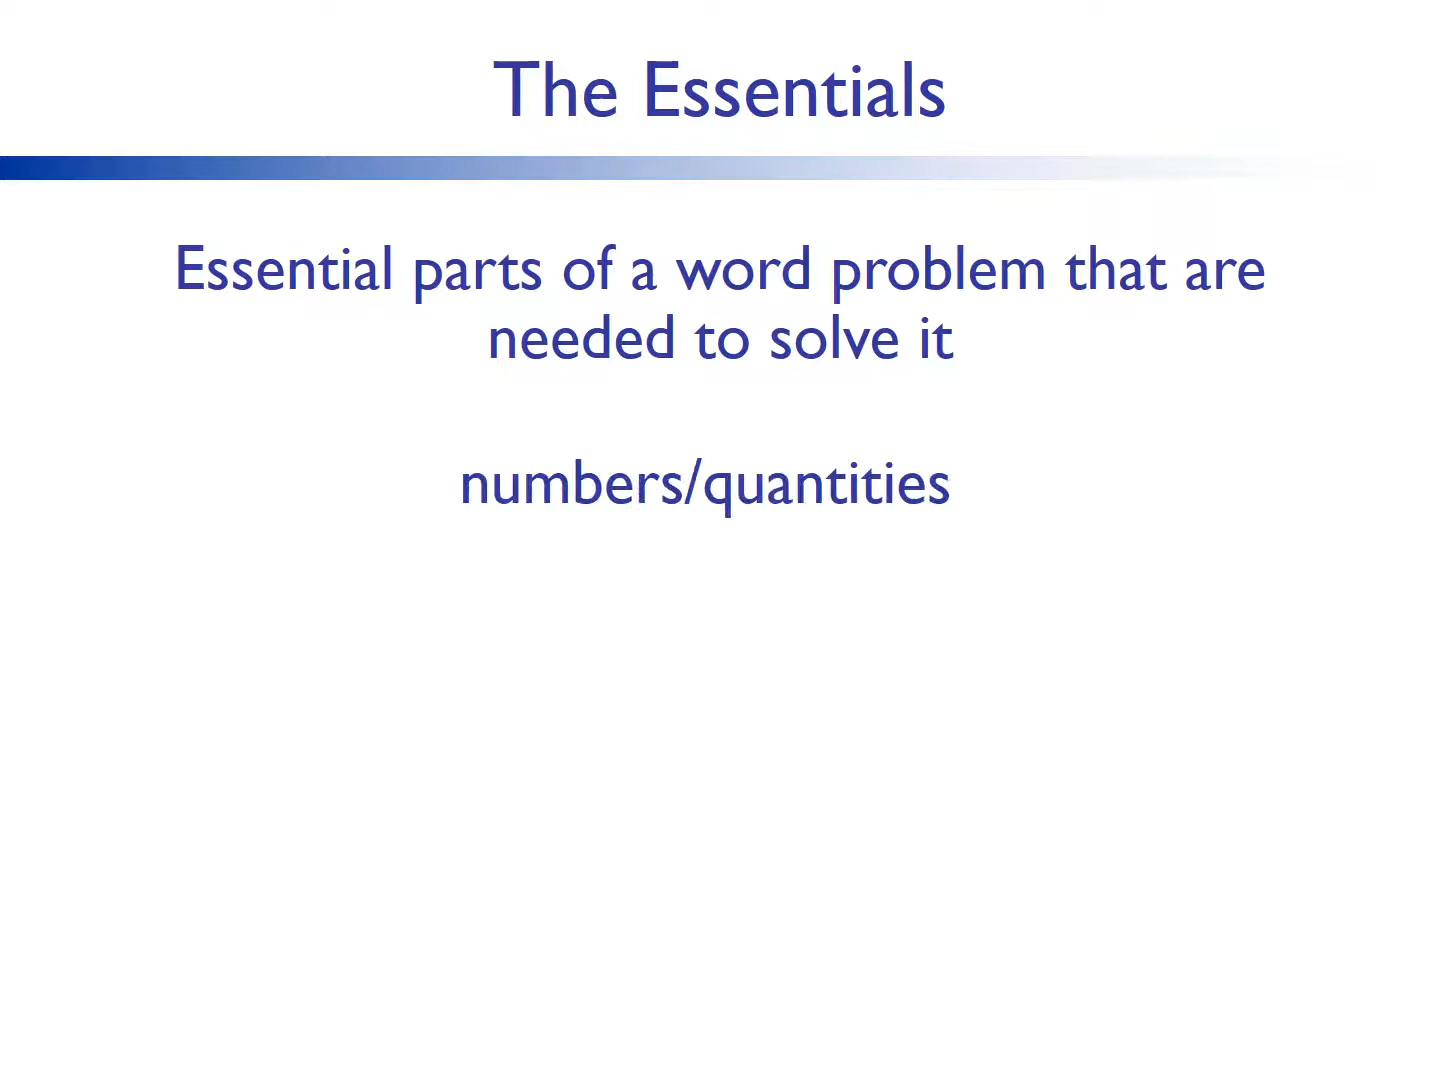 The Essentials
Essential parts of a word problem that are
needed to solve it
numbers/quantities